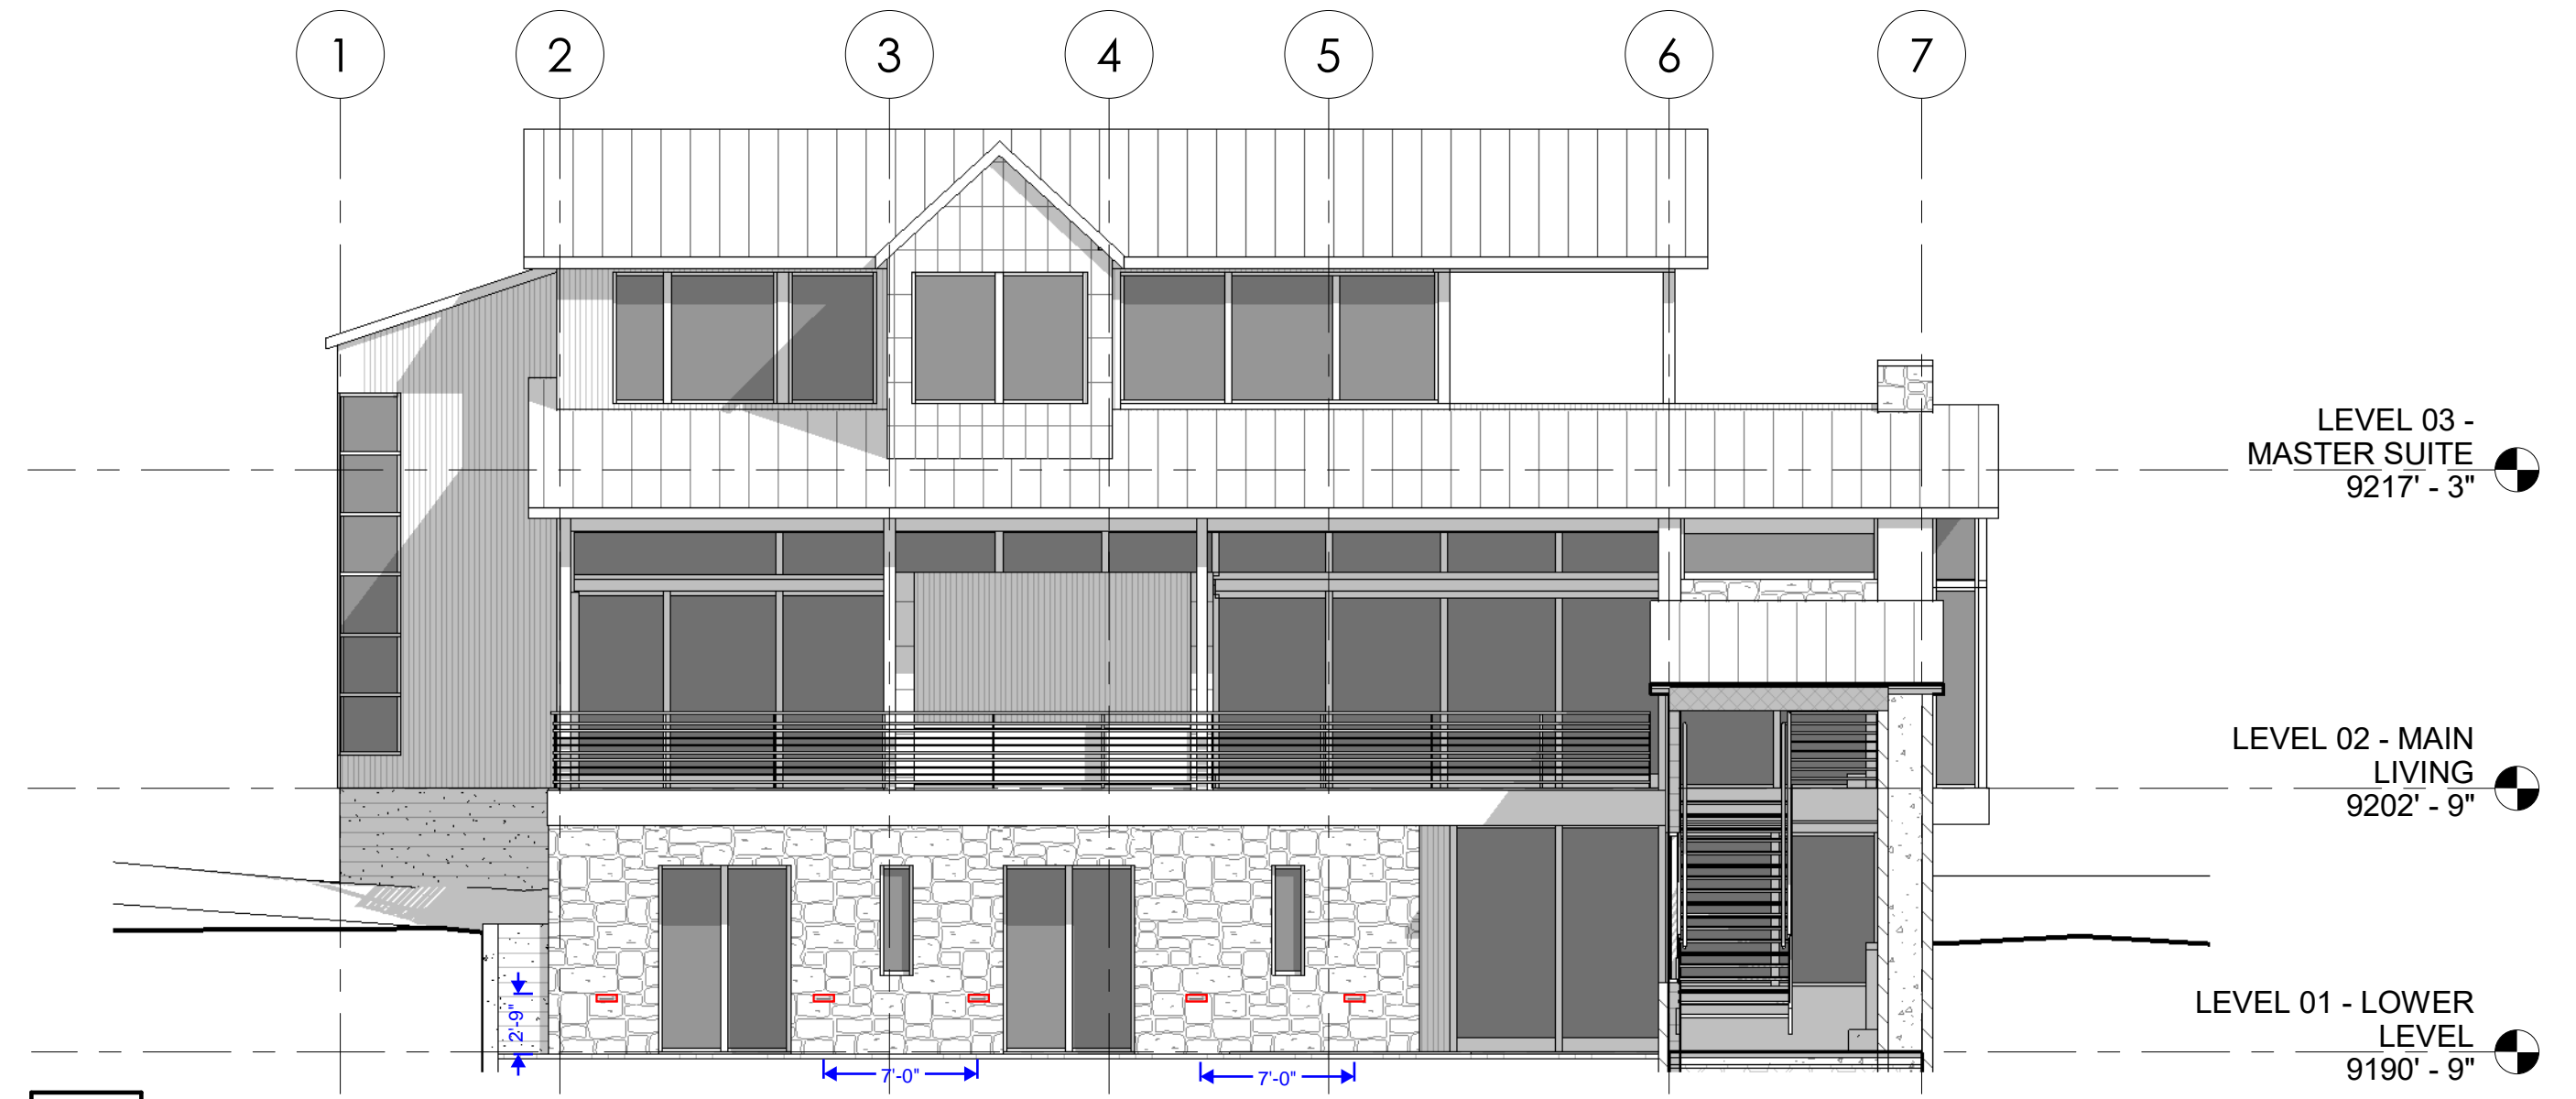 1
2
3
4
5
6
7
LEVEL 03 -
MASTER SUITE
9217' - 3"
LEVEL 02 - MAIN
LIVING
9202' - 9"
LEVEL 01 - LOWER
LEVEL
9190' - 9"
2'-9"
7'-0"
7'-0"